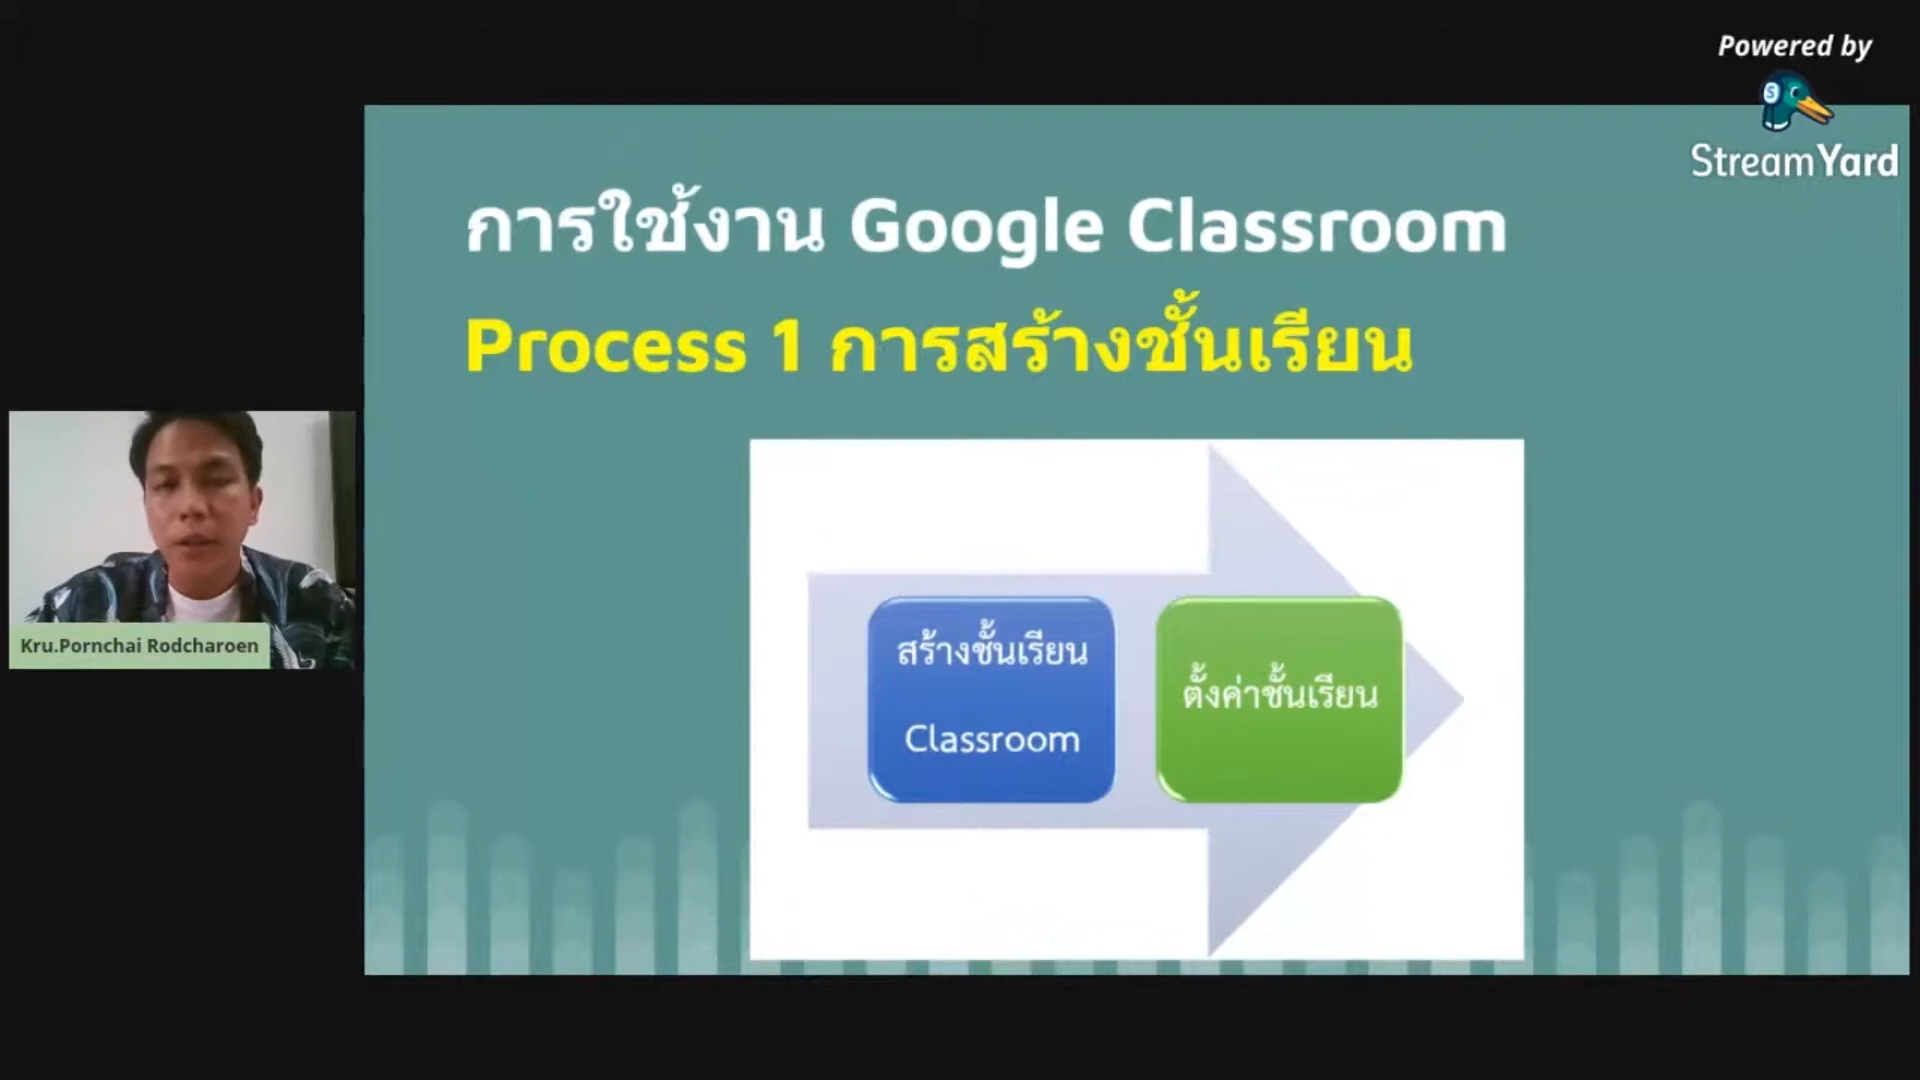 Powered by
StreamYard
การใช้งาน Google Classroom
Process 1 การสร้างชั้นเรียน
สร้างชั้นเรียน
Classroom
ตั้งค่าชั้นเรียน
Kru.Pornchai Rodcharoen